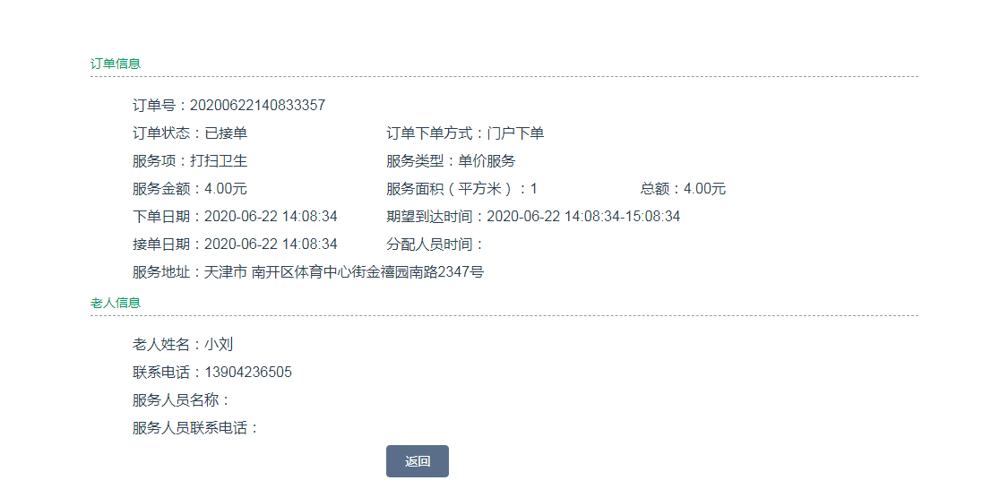 订单信息
订单号：20200622140833357
订单状态：已接单 订单下单方式：门户下单
服务项：打扫卫生 服务类型：单价服务
服务金额：4.00元 服务面积（平方米）：1 总额：4.00元
下单日期：2020-06-22 14:08:34 期望到达时间：2020-06-22 14:08:34-15:08:34
接单日期：2020-06-22 14:08:34 分配人员时间：
服务地址：天津市 南开区体育中心街金禧园南路2347号
老人信息
老人姓名：小刘
联系电话：13904236505
服务人员名称：
服务人员联系电话：
返回